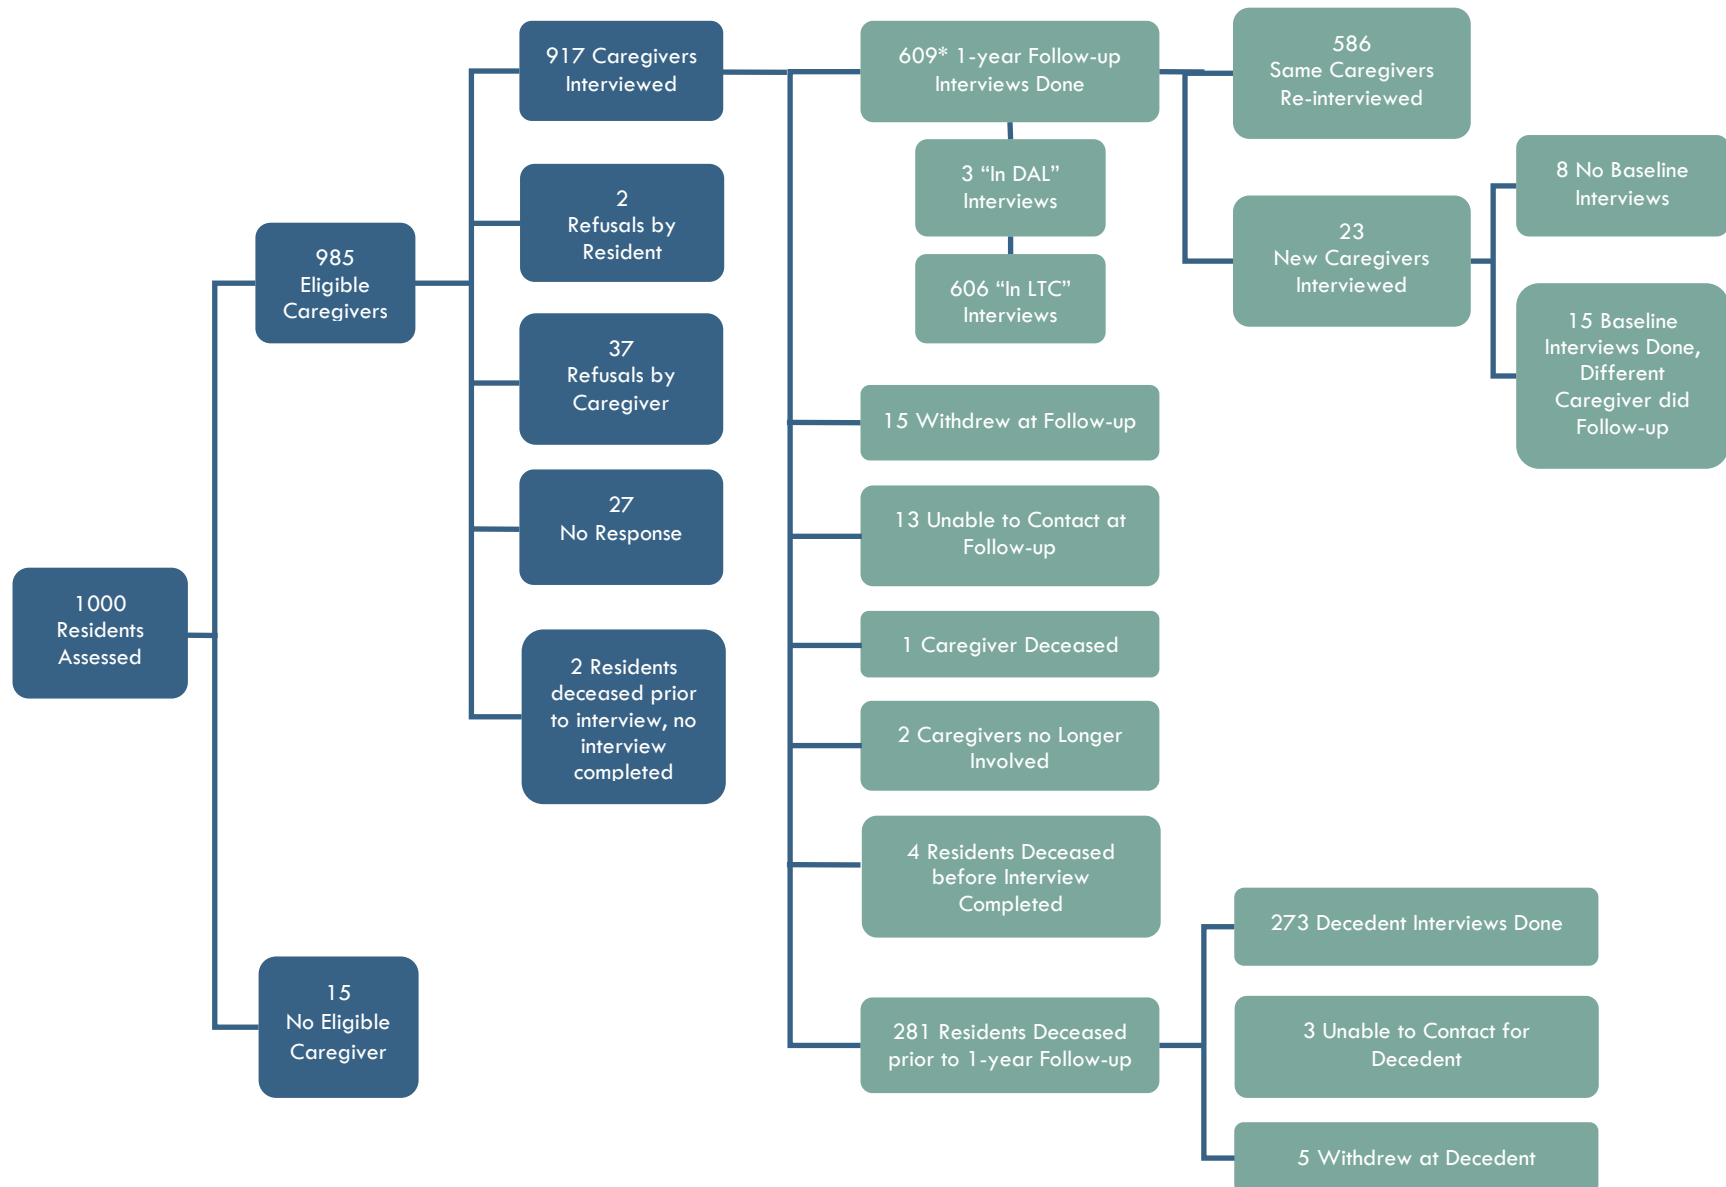 1000
Residents
Assessed
985
Eligible
Caregivers
15
No Eligible
Caregiver
917 Caregivers
Interviewed
2
Refusals by
Resident
37
Refusals by
Caregiver
27
No Response
2 Residents
deceased prior
to interview, no
interview
completed
609* 1-year Follow-up
Interviews Done
3 “In DAL”
Interviews
606 “In LTC”
Interviews
15 Withdrew at Follow-up
13 Unable to Contact at
Follow-up
1 Caregiver Deceased
2 Caregivers no Longer
Involved
4 Residents Deceased
before Interview
Completed
281 Residents Deceased
prior to 1-year Follow-up
586
Same Caregivers
Re-interviewed
23
New Caregivers
Interviewed
8 No Baseline
Interviews
15 Baseline
Interviews Done,
Different
Caregiver did
Follow-up
273 Decedent Interviews Done
3 Unable to Contact for
Decedent
5 Withdrew at Decedent